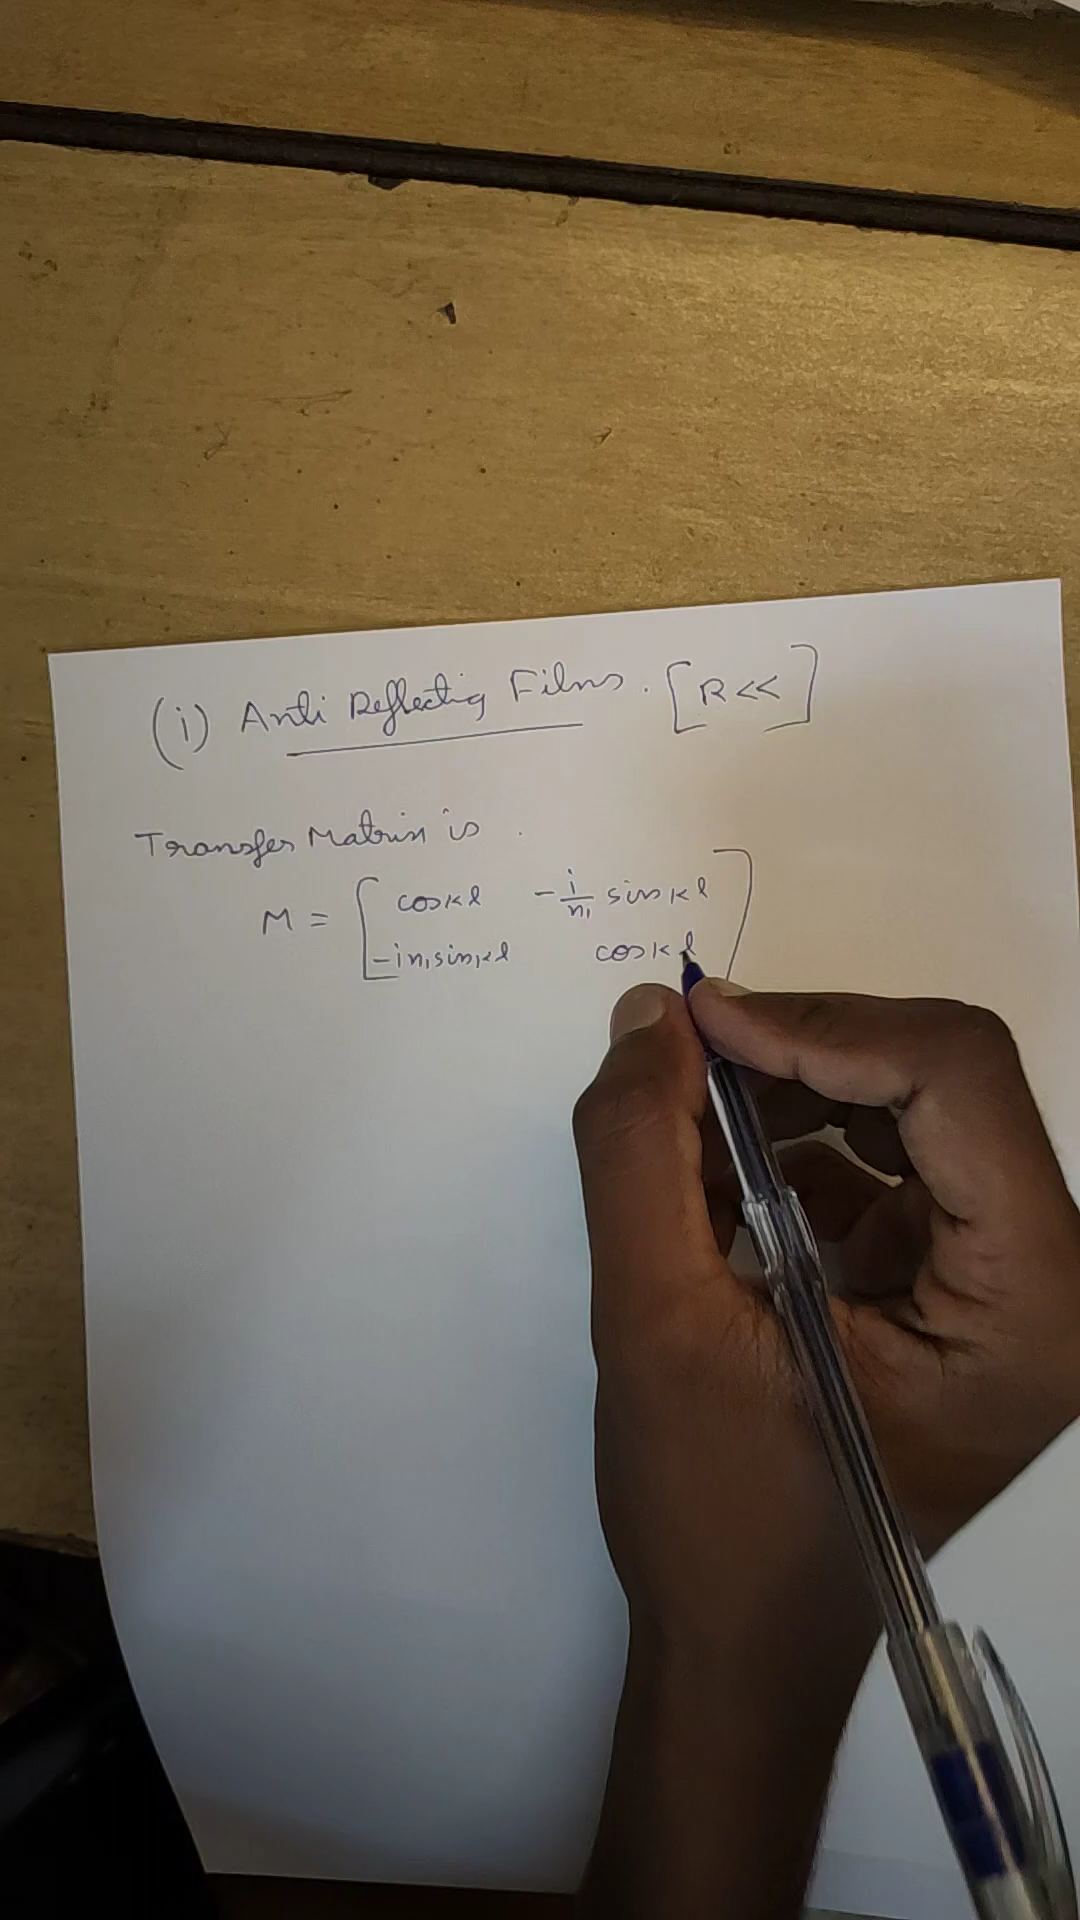 (i) Anti Reflecting Films. [R<<]
Transfer Matrix is.
M = [ cos kl   -i/n₁ sin kl
-in₁ sin kl   cos kl ]